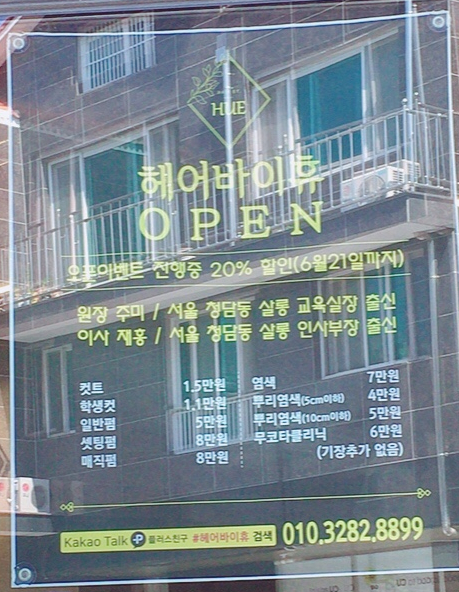 HUE
헤어바이휴
OPEN
오픈이벤트 진행중 20% 할인(6월21일까지)
원장 주미 / 서울 청담동 살롱 교육실장 출신
이사 재홍 / 서울 청담동 살롱 인사부장 출신
컷트 1.5만원
학생컷 1.1만원
일반펌 5만원
셋팅펌 8만원
매직펌 8만원
염색 7만원
뿌리염색(5cm이하) 4만원
뿌리염색(10cm이하) 5만원
무코타클리닉 6만원
(기장추가 없음)
Kakao Talk P 플러스친구 #헤어바이휴 검색 010.3282.8899